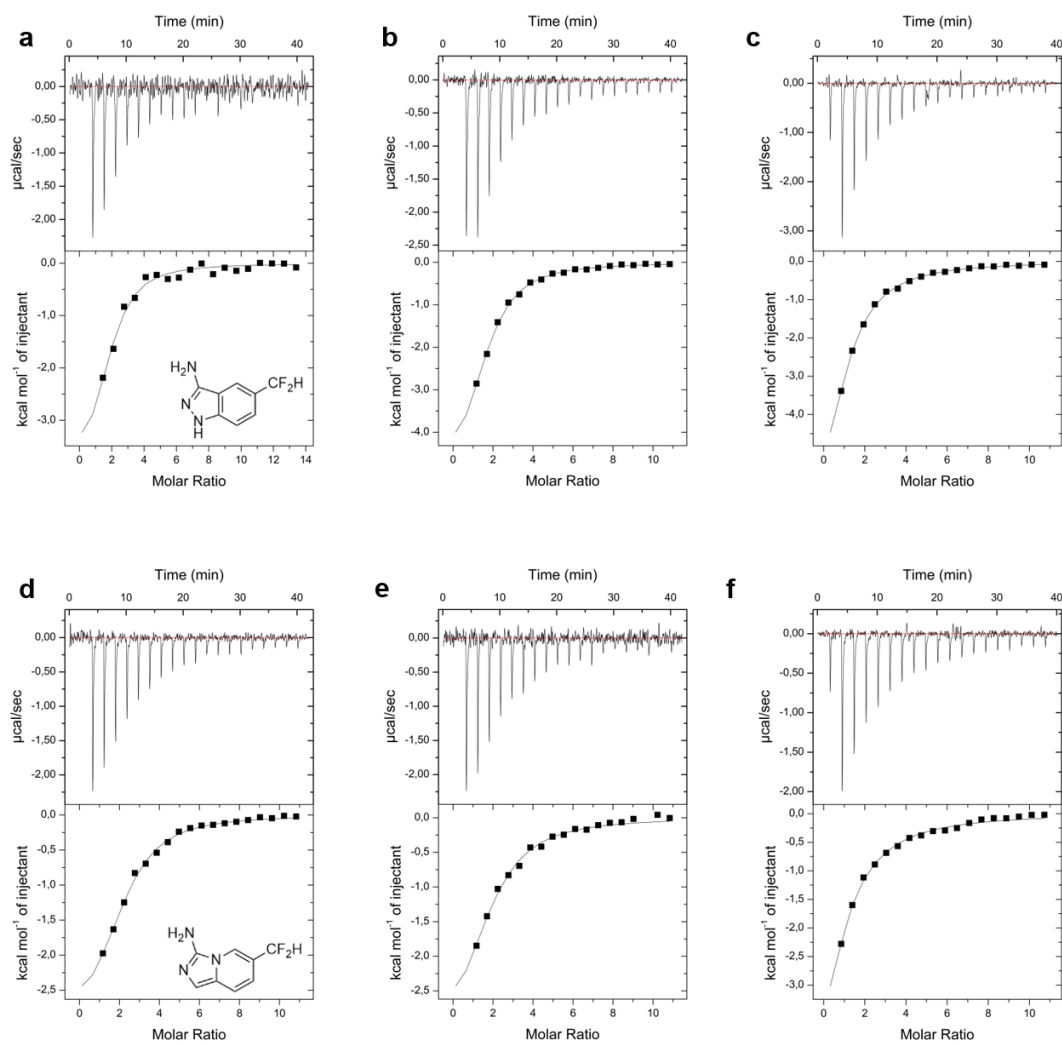 a
Time (min)
0 10 20 30 40
0,00
-0,50
-1,00
-1,50
-2,00
µcal/sec
0,0
-1,0
-2,0
-3,0
kcal mol-1 of injectant
H2N
N
N
H
CF2H
0 2 4 6 8 10 12 14
Molar Ratio
b
Time (min)
0 10 20 30 40
0,00
-0,50
-1,00
-1,50
-2,00
-2,50
µcal/sec
0,0
-1,0
-2,0
-3,0
-4,0
kcal mol-1 of injectant
0 2 4 6 8 10
Molar Ratio
c
Time (min)
0 10 20 30 40
0,00
-1,00
-2,00
-3,00
µcal/sec
0,0
-1,0
-2,0
-3,0
-4,0
kcal mol-1 of injectant
0 2 4 6 8 10
Molar Ratio
d
Time (min)
0 10 20 30 40
0,00
-0,50
-1,00
-1,50
-2,00
µcal/sec
0,0
-0,5
-1,0
-1,5
-2,0
-2,5
kcal mol-1 of injectant
H2N
N
N
CF2H
0 2 4 6 8 10
Molar Ratio
e
Time (min)
0 10 20 30 40
0,00
-0,50
-1,00
-1,50
-2,00
µcal/sec
0,0
-0,5
-1,0
-1,5
-2,0
-2,5
kcal mol-1 of injectant
0 2 4 6 8 10
Molar Ratio
f
Time (min)
0 10 20 30 40
0,00
-0,50
-1,00
-1,50
-2,00
µcal/sec
0,0
-0,5
-1,0
-1,5
-2,0
-2,5
-3,0
kcal mol-1 of injectant
0 2 4 6 8 10
Molar Ratio